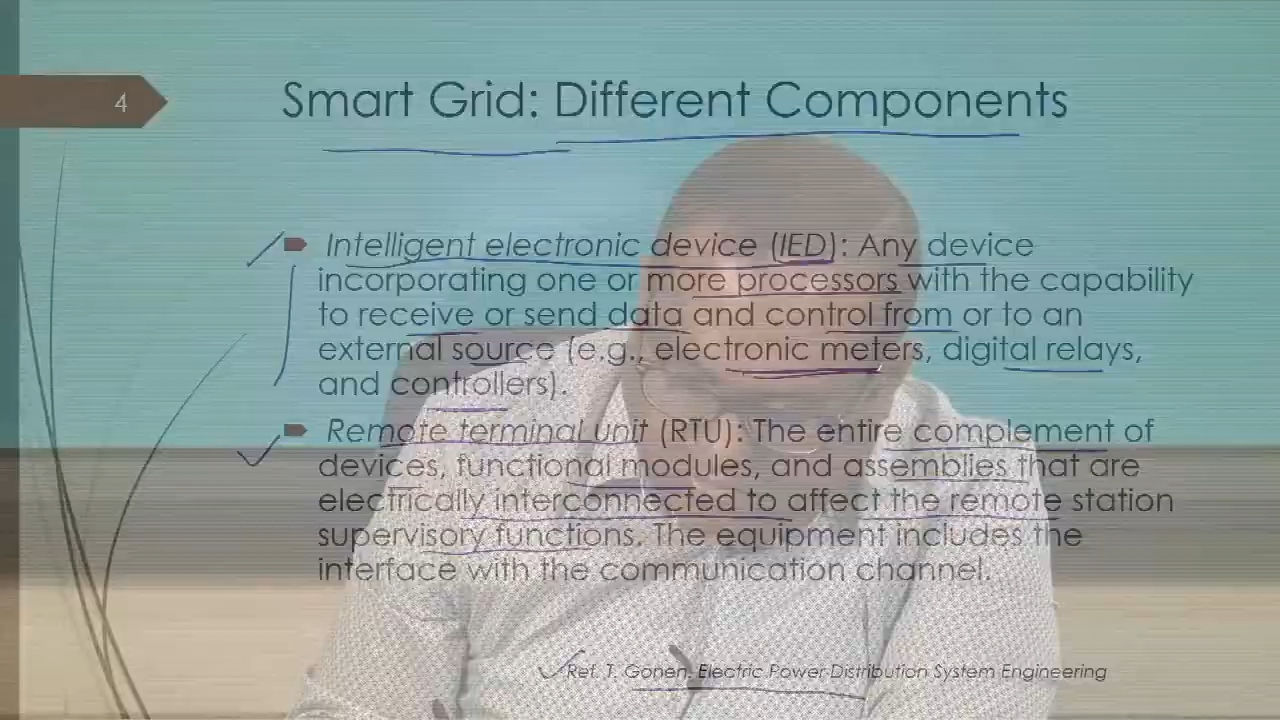 4
Smart Grid: Different Components
Intelligent electronic device (IED): Any device
incorporating one or more processors with the capability
to receive or send data and control from or to an
external source (e.g., electronic meters, digital relays,
and controllers).
Remote terminal unit (RTU): The entire complement of
devices, functional modules, and assemblies that are
electrically interconnected to affect the remote station
supervisory functions. The equipment includes the
interface with the communication channel.
Ref. T. Gonen, Electric Power Distribution System Engineering